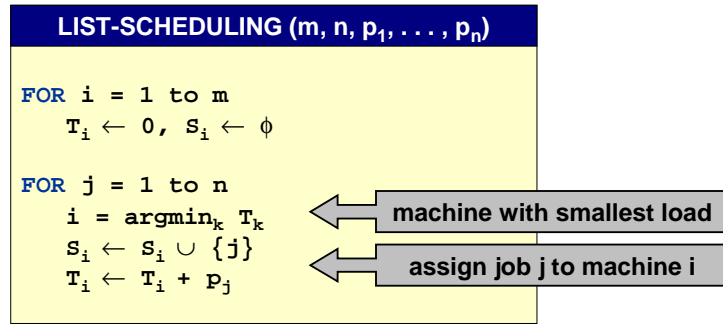 LIST-SCHEDULING (m, n, p₁, . . . , pₙ)
FOR i = 1 to m
Tᵢ ← 0, Sᵢ ← ϕ
FOR j = 1 to n
i = argminₖ Tₖ
machine with smallest load
Sᵢ ← Sᵢ ∪ {j}
assign job j to machine i
Tᵢ ← Tᵢ + pⱼ